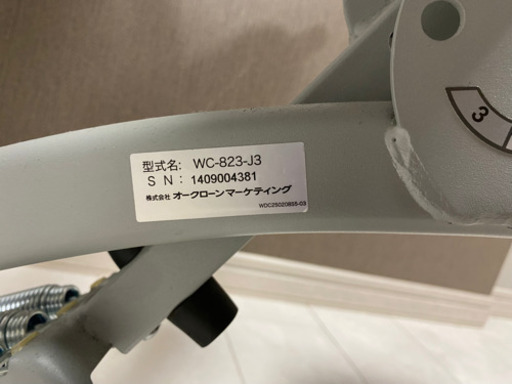 型式名: WC-823-J3
S N: 1409004381
株式会社 オークローンマーケティング
WDC25020855-03
3